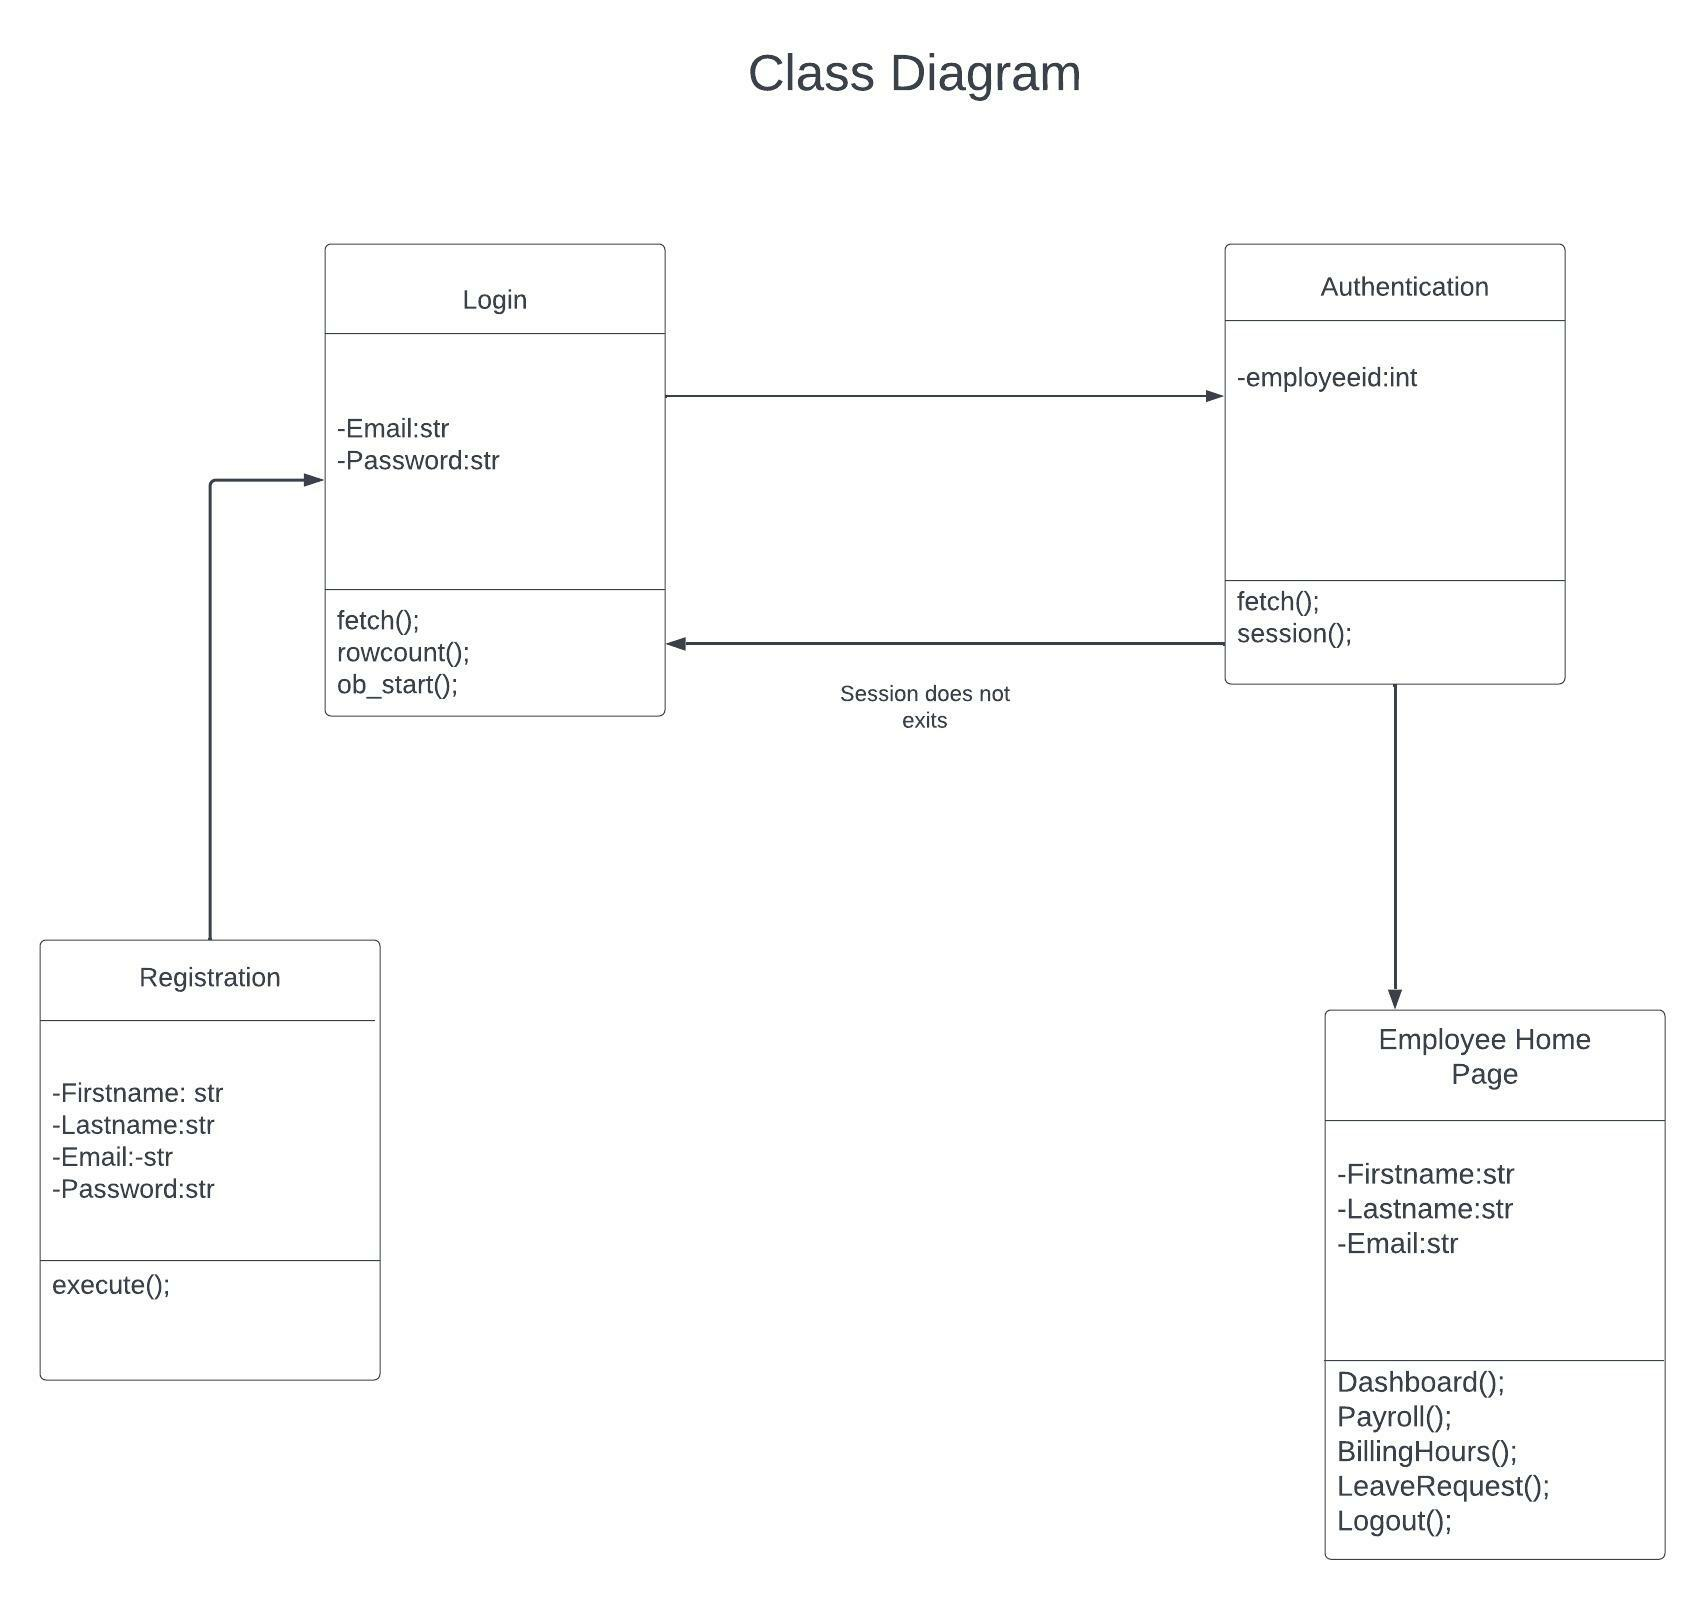 Class Diagram
Login
-Email:str
-Password:str
fetch();
rowcount();
ob_start();
Authentication
-employeeid:int
fetch();
session();
Session does not
exits
Registration
-Firstname: str
-Lastname:str
-Email:-str
-Password:str
execute();
Employee Home
Page
-Firstname:str
-Lastname:str
-Email:str
Dashboard();
Payroll();
BillingHours();
LeaveRequest();
Logout();